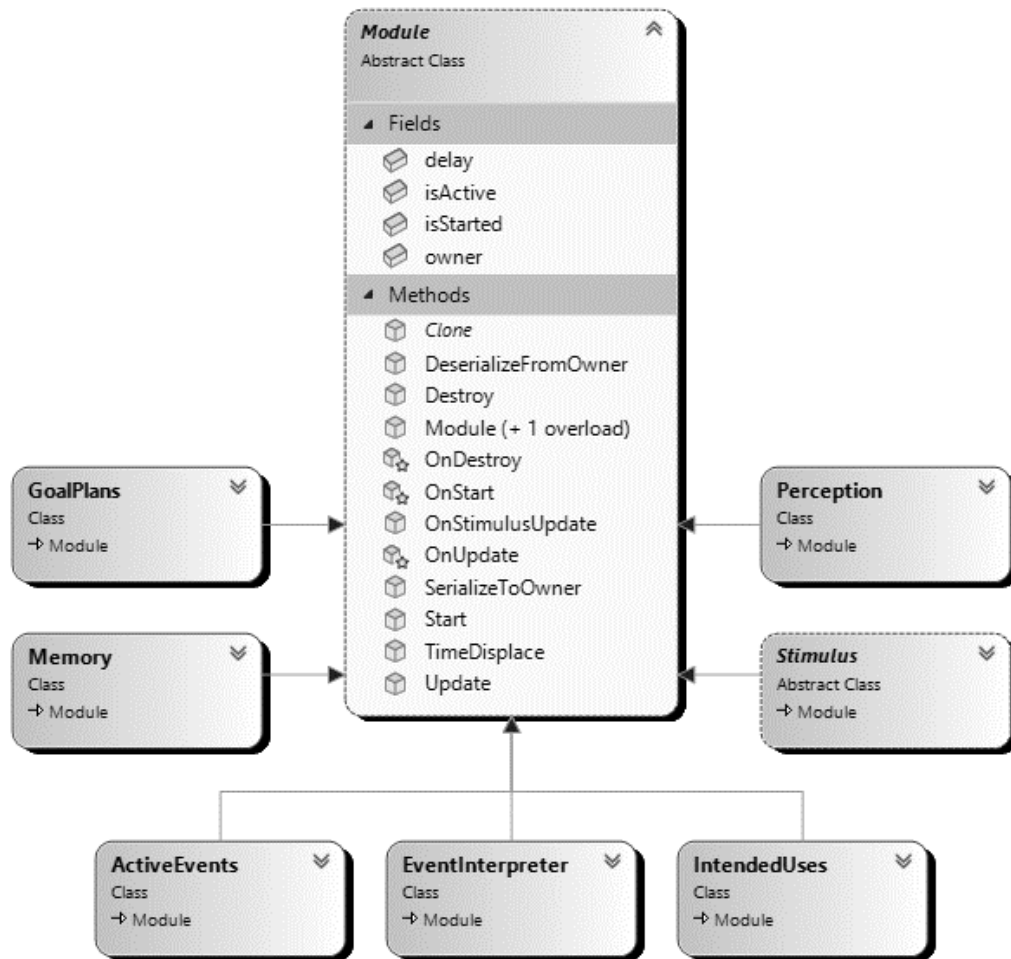 Module
Abstract Class
Fields
delay
isActive
isStarted
owner
Methods
Clone
DeserializeFromOwner
Destroy
Module (+ 1 overload)
OnDestroy
OnStart
OnStimulusUpdate
OnUpdate
SerializeToOwner
Start
TimeDisplace
Update
GoalPlans
Class
Module
Memory
Class
Module
Perception
Class
Module
Stimulus
Abstract Class
Module
ActiveEvents
Class
Module
EventInterpreter
Class
Module
IntendedUses
Class
Module